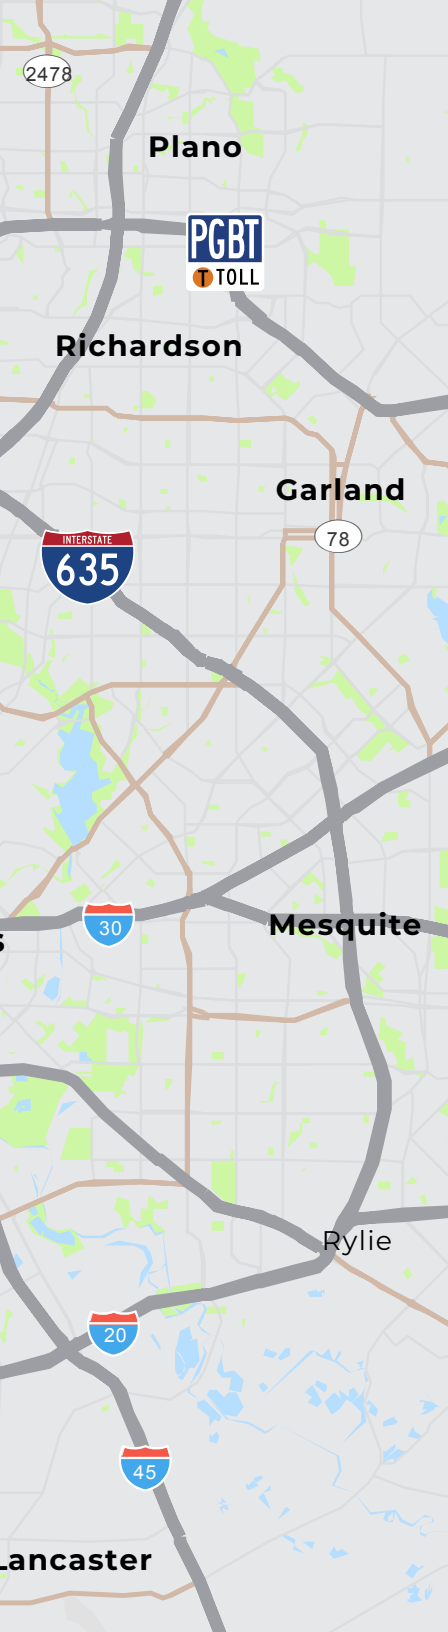 2478
Plano
PGBT
T TOLL
Richardson
Garland
78
INTERSTATE
635
Mesquite
30
s
Rylie
20
45
Lancaster